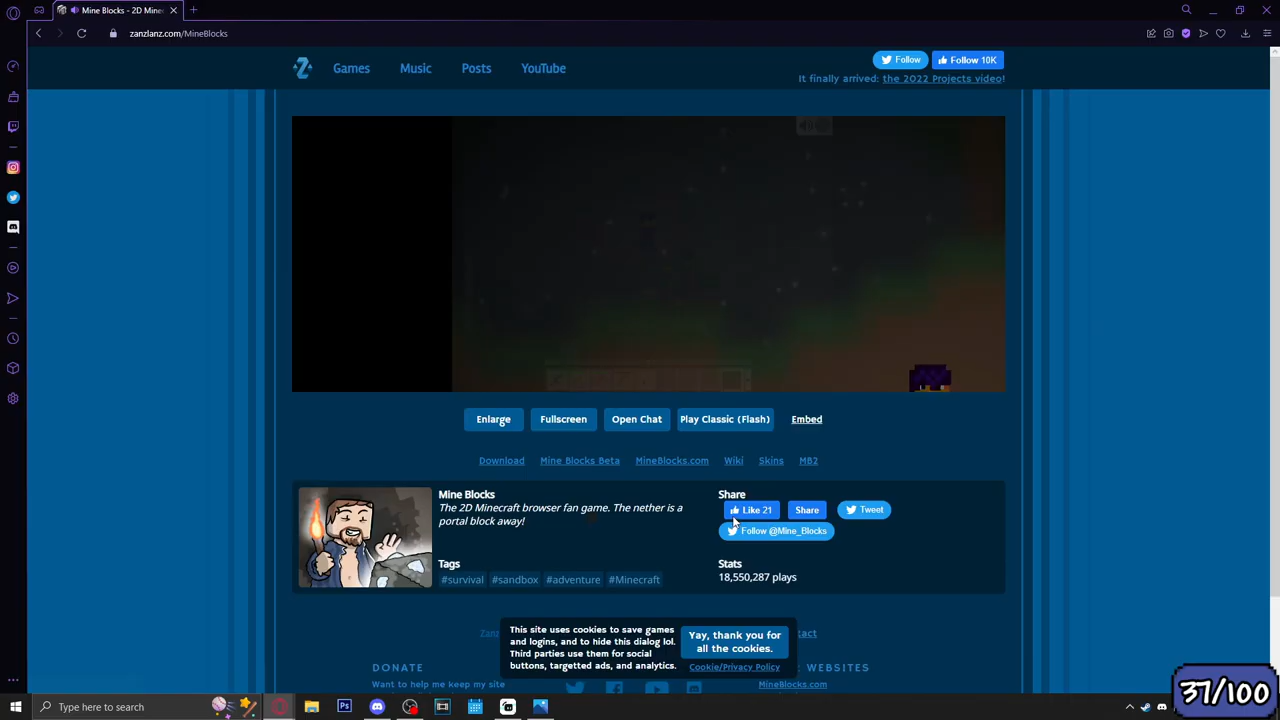 Mine Blocks - 2D Mine
zanzlanz.com/MineBlocks
Games Music Posts YouTube
Follow Follow 10K
It finally arrived: the 2022 Projects video!
Enlarge Fullscreen Open Chat Play Classic (Flash) Embed
Download Mine Blocks Beta MineBlocks.com Wiki Skins MB2
Mine Blocks
The 2D Minecraft browser fan game. The nether is a
portal block away!
Tags
#survival #sandbox #adventure #Minecraft
Share
Like 21 Share Tweet
Follow @Mine_Blocks
Stats
18,550,287 plays
This site uses cookies to save games
and logins, and to hide this dialog lol.
Third parties use them for social
buttons, targetted ads, and analytics.
Yay, thank you for
all the cookies.
Cookie/Privacy Policy
DONATE
Want to help me keep my site
WEBSITES
MineBlocks.com
37/100
Type here to search